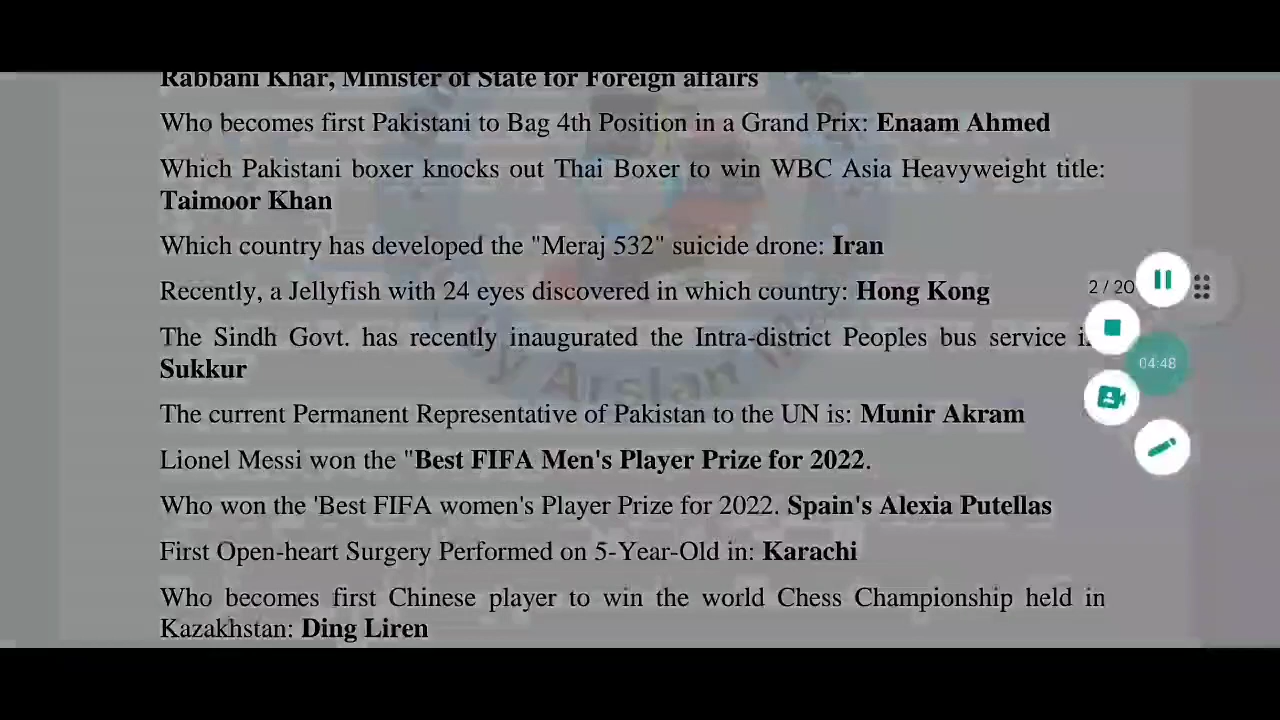 Rabbani Khar, Minister of State for Foreign affairs
Who becomes first Pakistani to Bag 4th Position in a Grand Prix: Enaam Ahmed
Which Pakistani boxer knocks out Thai Boxer to win WBC Asia Heavyweight title:
Taimoor Khan
Which country has developed the "Meraj 532" suicide drone: Iran
Recently, a Jellyfish with 24 eyes discovered in which country: Hong Kong
2 / 20
The Sindh Govt. has recently inaugurated the Intra-district Peoples bus service
Sukkur
04:48
The current Permanent Representative of Pakistan to the UN is: Munir Akram
Lionel Messi won the "Best FIFA Men's Player Prize for 2022.
Who won the 'Best FIFA women's Player Prize for 2022. Spain's Alexia Putellas
First Open-heart Surgery Performed on 5-Year-Old in: Karachi
Who becomes first Chinese player to win the world Chess Championship held in
Kazakhstan: Ding Liren
by Arslan